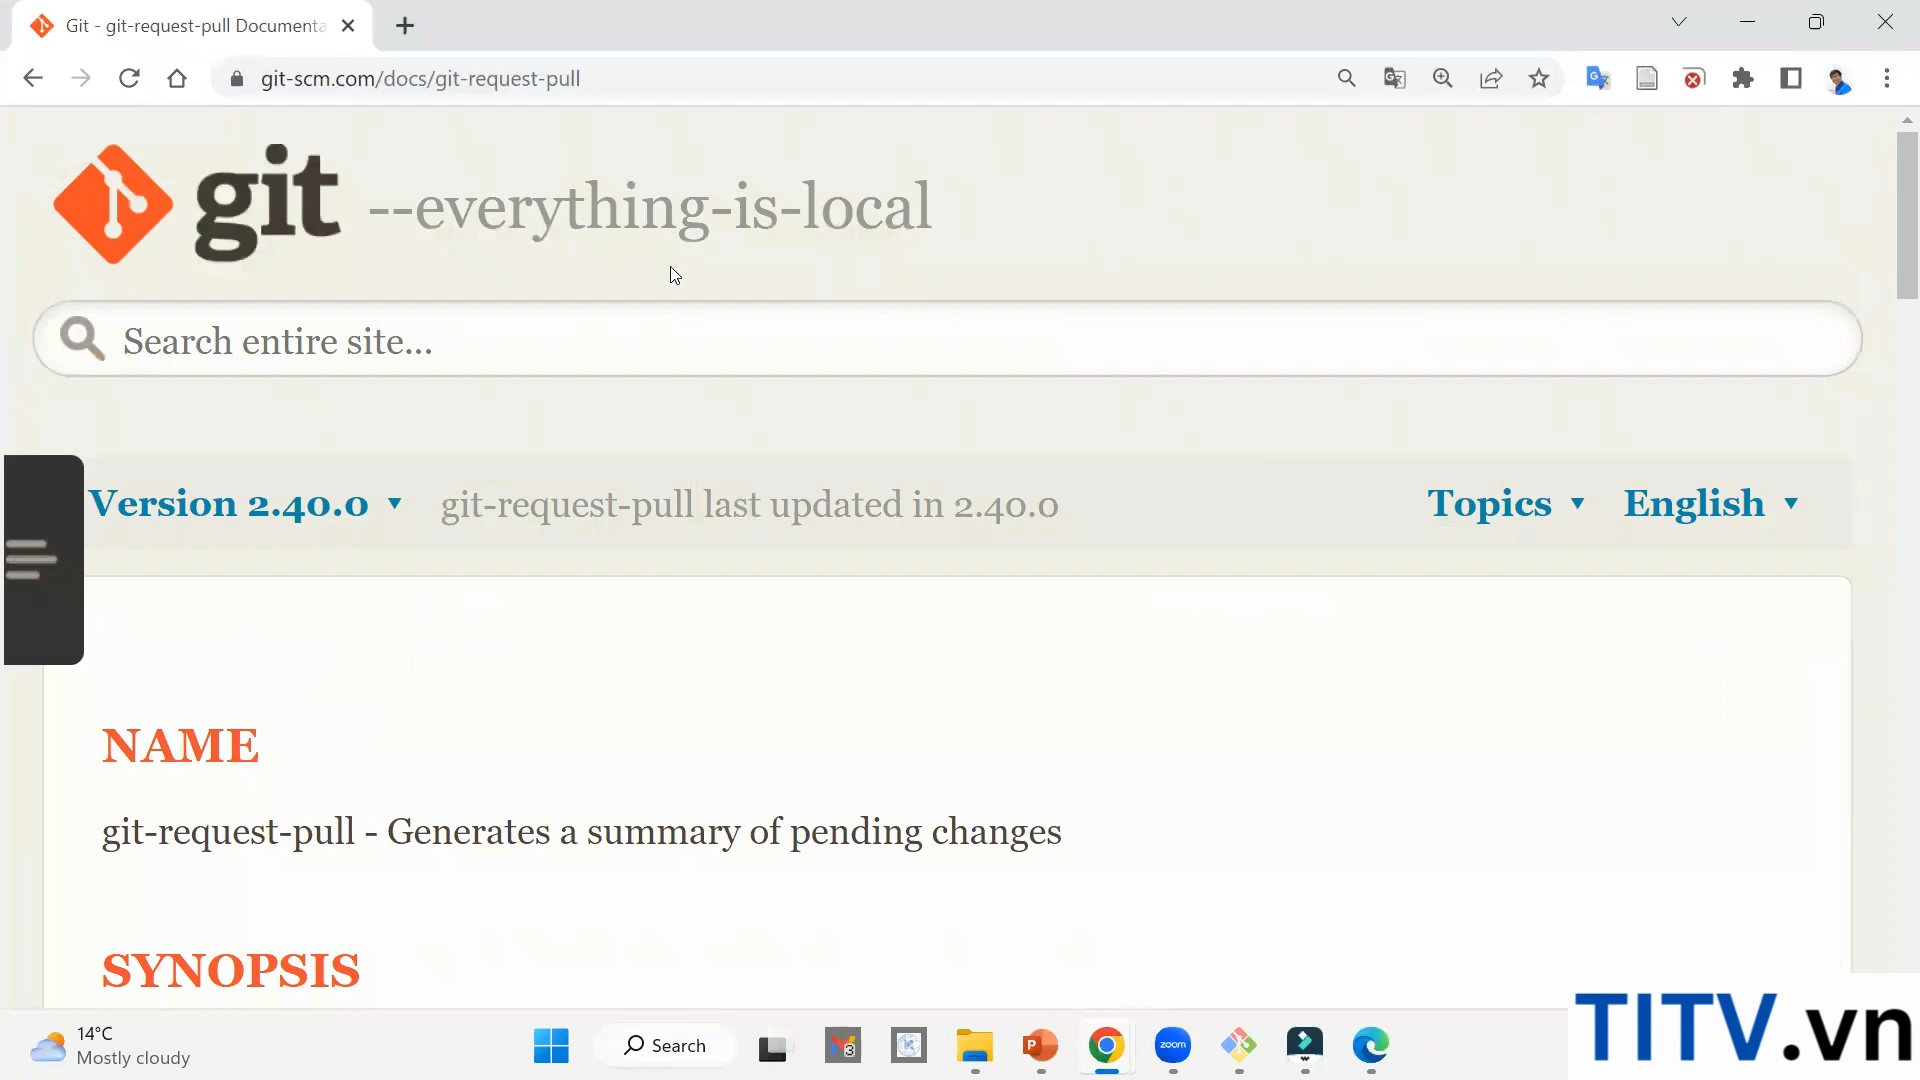 Git - git-request-pull Documenta
git-scm.com/docs/git-request-pull
git --everything-is-local
Search entire site...
Version 2.40.0 ▼ git-request-pull last updated in 2.40.0 Topics ▼ English ▼
NAME
git-request-pull - Generates a summary of pending changes
SYNOPSIS
14°C
Mostly cloudy
Search
3
P
zoom
TITV.vn